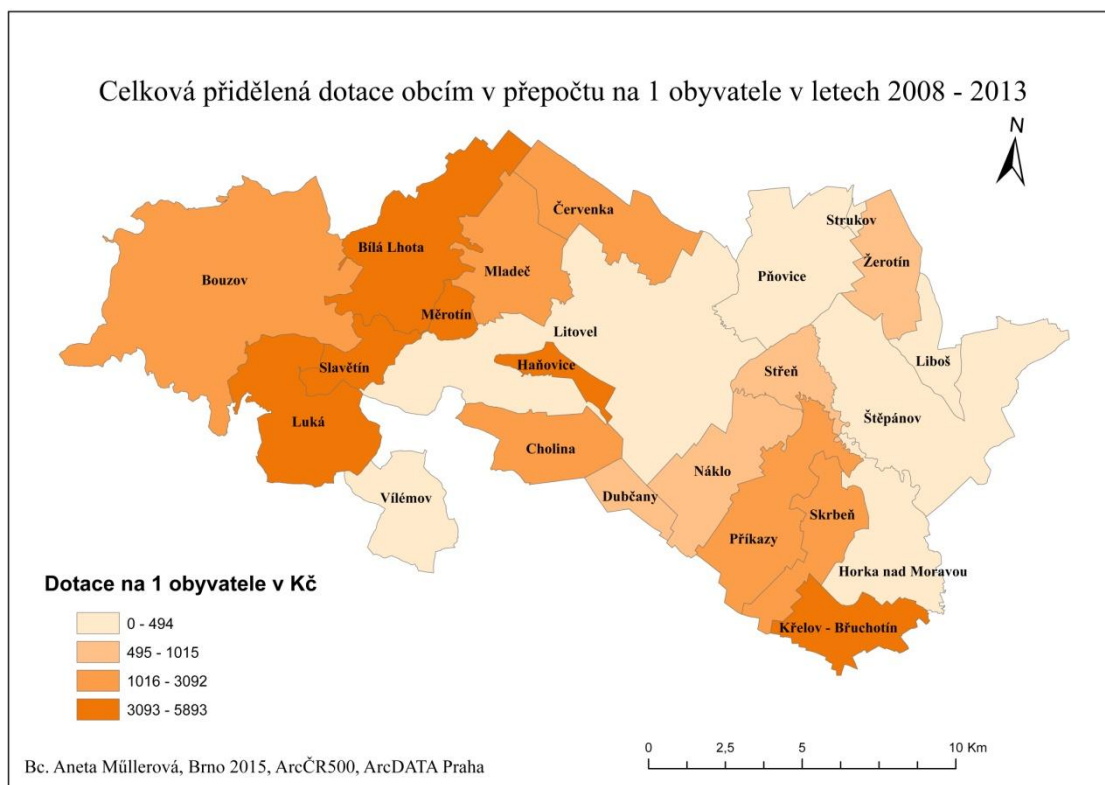 Celková přidělená dotace obcím v přepočtu na 1 obyvatele v letech 2008 - 2013
N
Strukov
Červenka
Bílá Lhota
Žerotín
Mladeč
Pňovice
Bouzov
Měrotín
Litovel
Liboš
Haňovice
Slavětín
Střeň
Štěpánov
Luká
Cholina
Náklo
Vílémov
Dubčany
Skrbeň
Příkazy
Horka nad Moravou
Křelov - Břuchotín
Dotace na 1 obyvatele v Kč
0 - 494
495 - 1015
1016 - 3092
3093 - 5893
0 2,5 5 10 Km
Bc. Aneta Műllerová, Brno 2015, ArcČR500, ArcDATA Praha